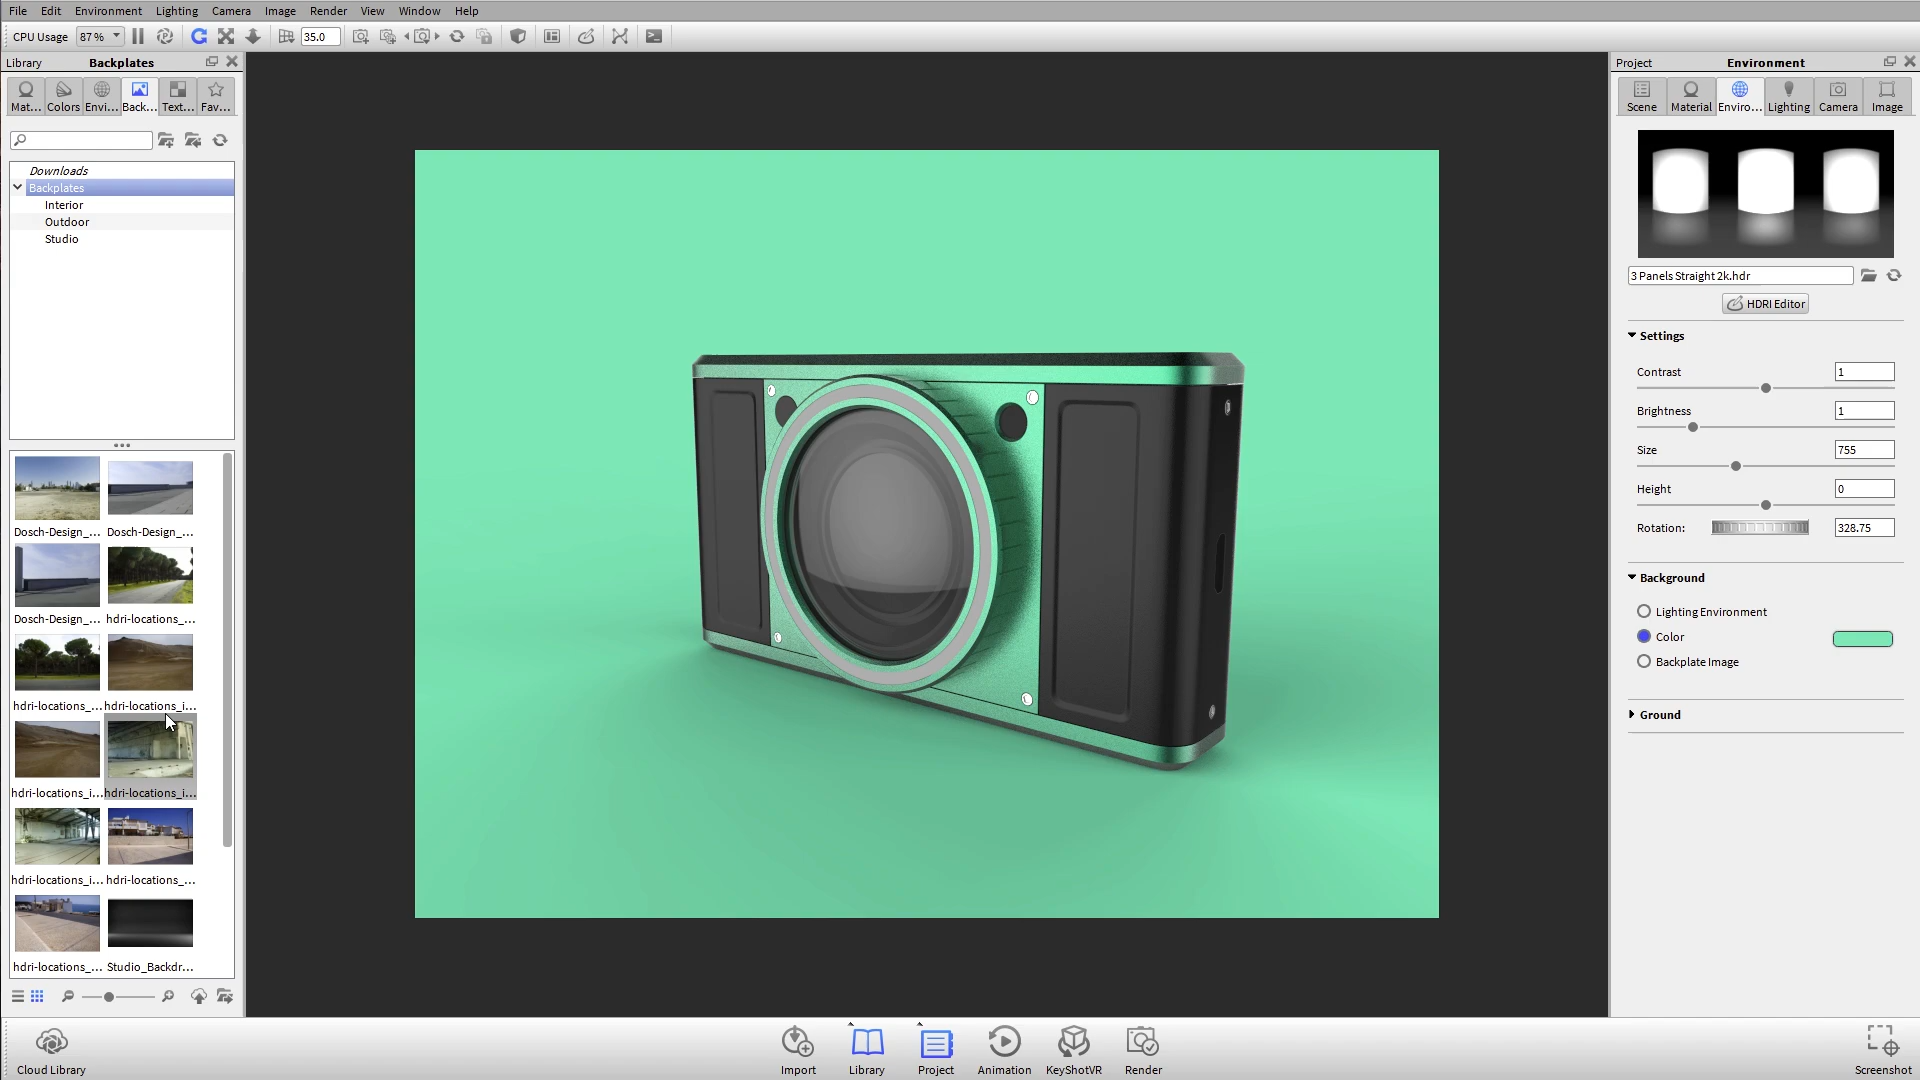 File Edit Environment Lighting Camera Image Render View Window Help
CPU Usage 87 % 35.0
Library Backplates
Mat... Colors Envi... Back... Text... Fav...
Downloads
Backplates
Interior
Outdoor
Studio
Dosch-Design_... Dosch-Design_...
Dosch-Design_... hdri-locations_...
hdri-locations_... hdri-locations_i...
hdri-locations_i... hdri-locations_i...
hdri-locations_i... hdri-locations_...
hdri-locations_... Studio_Backdr...
Project Environment
Scene Material Enviro... Lighting Camera Image
3 Panels Straight 2k.hdr
HDRI Editor
Settings
Contrast 1
Brightness 1
Size 755
Height 0
Rotation: 328.75
Background
Lighting Environment
Color
Backplate Image
Ground
Cloud Library Import Library Project Animation KeyShotVR Render Screenshot